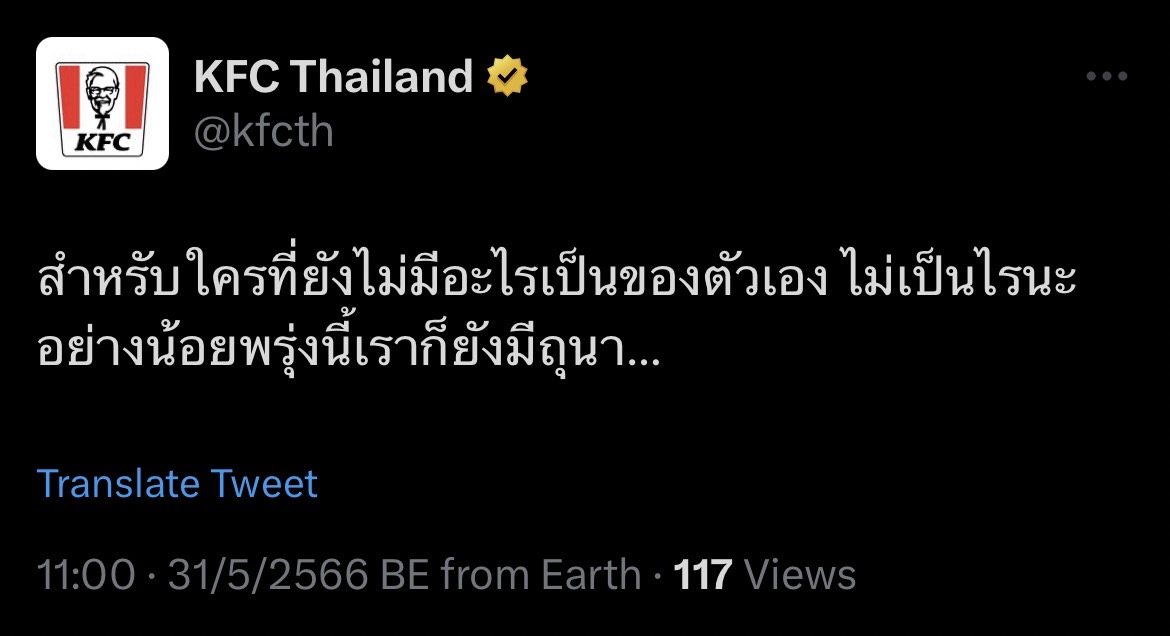 KFC
KFC Thailand
@kfcth
สำหรับ ใครที่ยังไม่มีอะไรเป็นของตัวเอง ไม่เป็นไรนะ
อย่างน้อยพรุ่งนี้เราก็ยังมีถุนา...
Translate Tweet
11:00 · 31/5/2566 BE from Earth · 117 Views